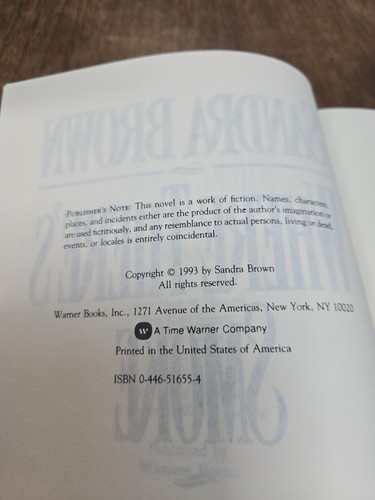 PUBLISHER'S NOTE: This novel is a work of fiction. Names, characters,
places, and incidents either are the product of the author's imagination or
are used fictitiously, and any resemblance to actual persons, living or dead,
events, or locales is entirely coincidental.
Copyright © 1993 by Sandra Brown
All rights reserved.
Warner Books, Inc., 1271 Avenue of the Americas, New York, NY 10020
W A Time Warner Company
Printed in the United States of America
ISBN 0-446-51655-4